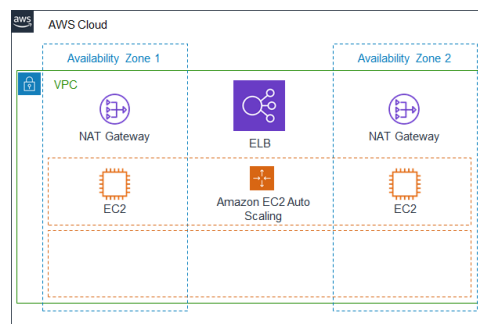 aws
AWS Cloud
Availability Zone 1
Availability Zone 2
VPC
NAT Gateway
ELB
NAT Gateway
EC2
Amazon EC2 Auto
Scaling
EC2